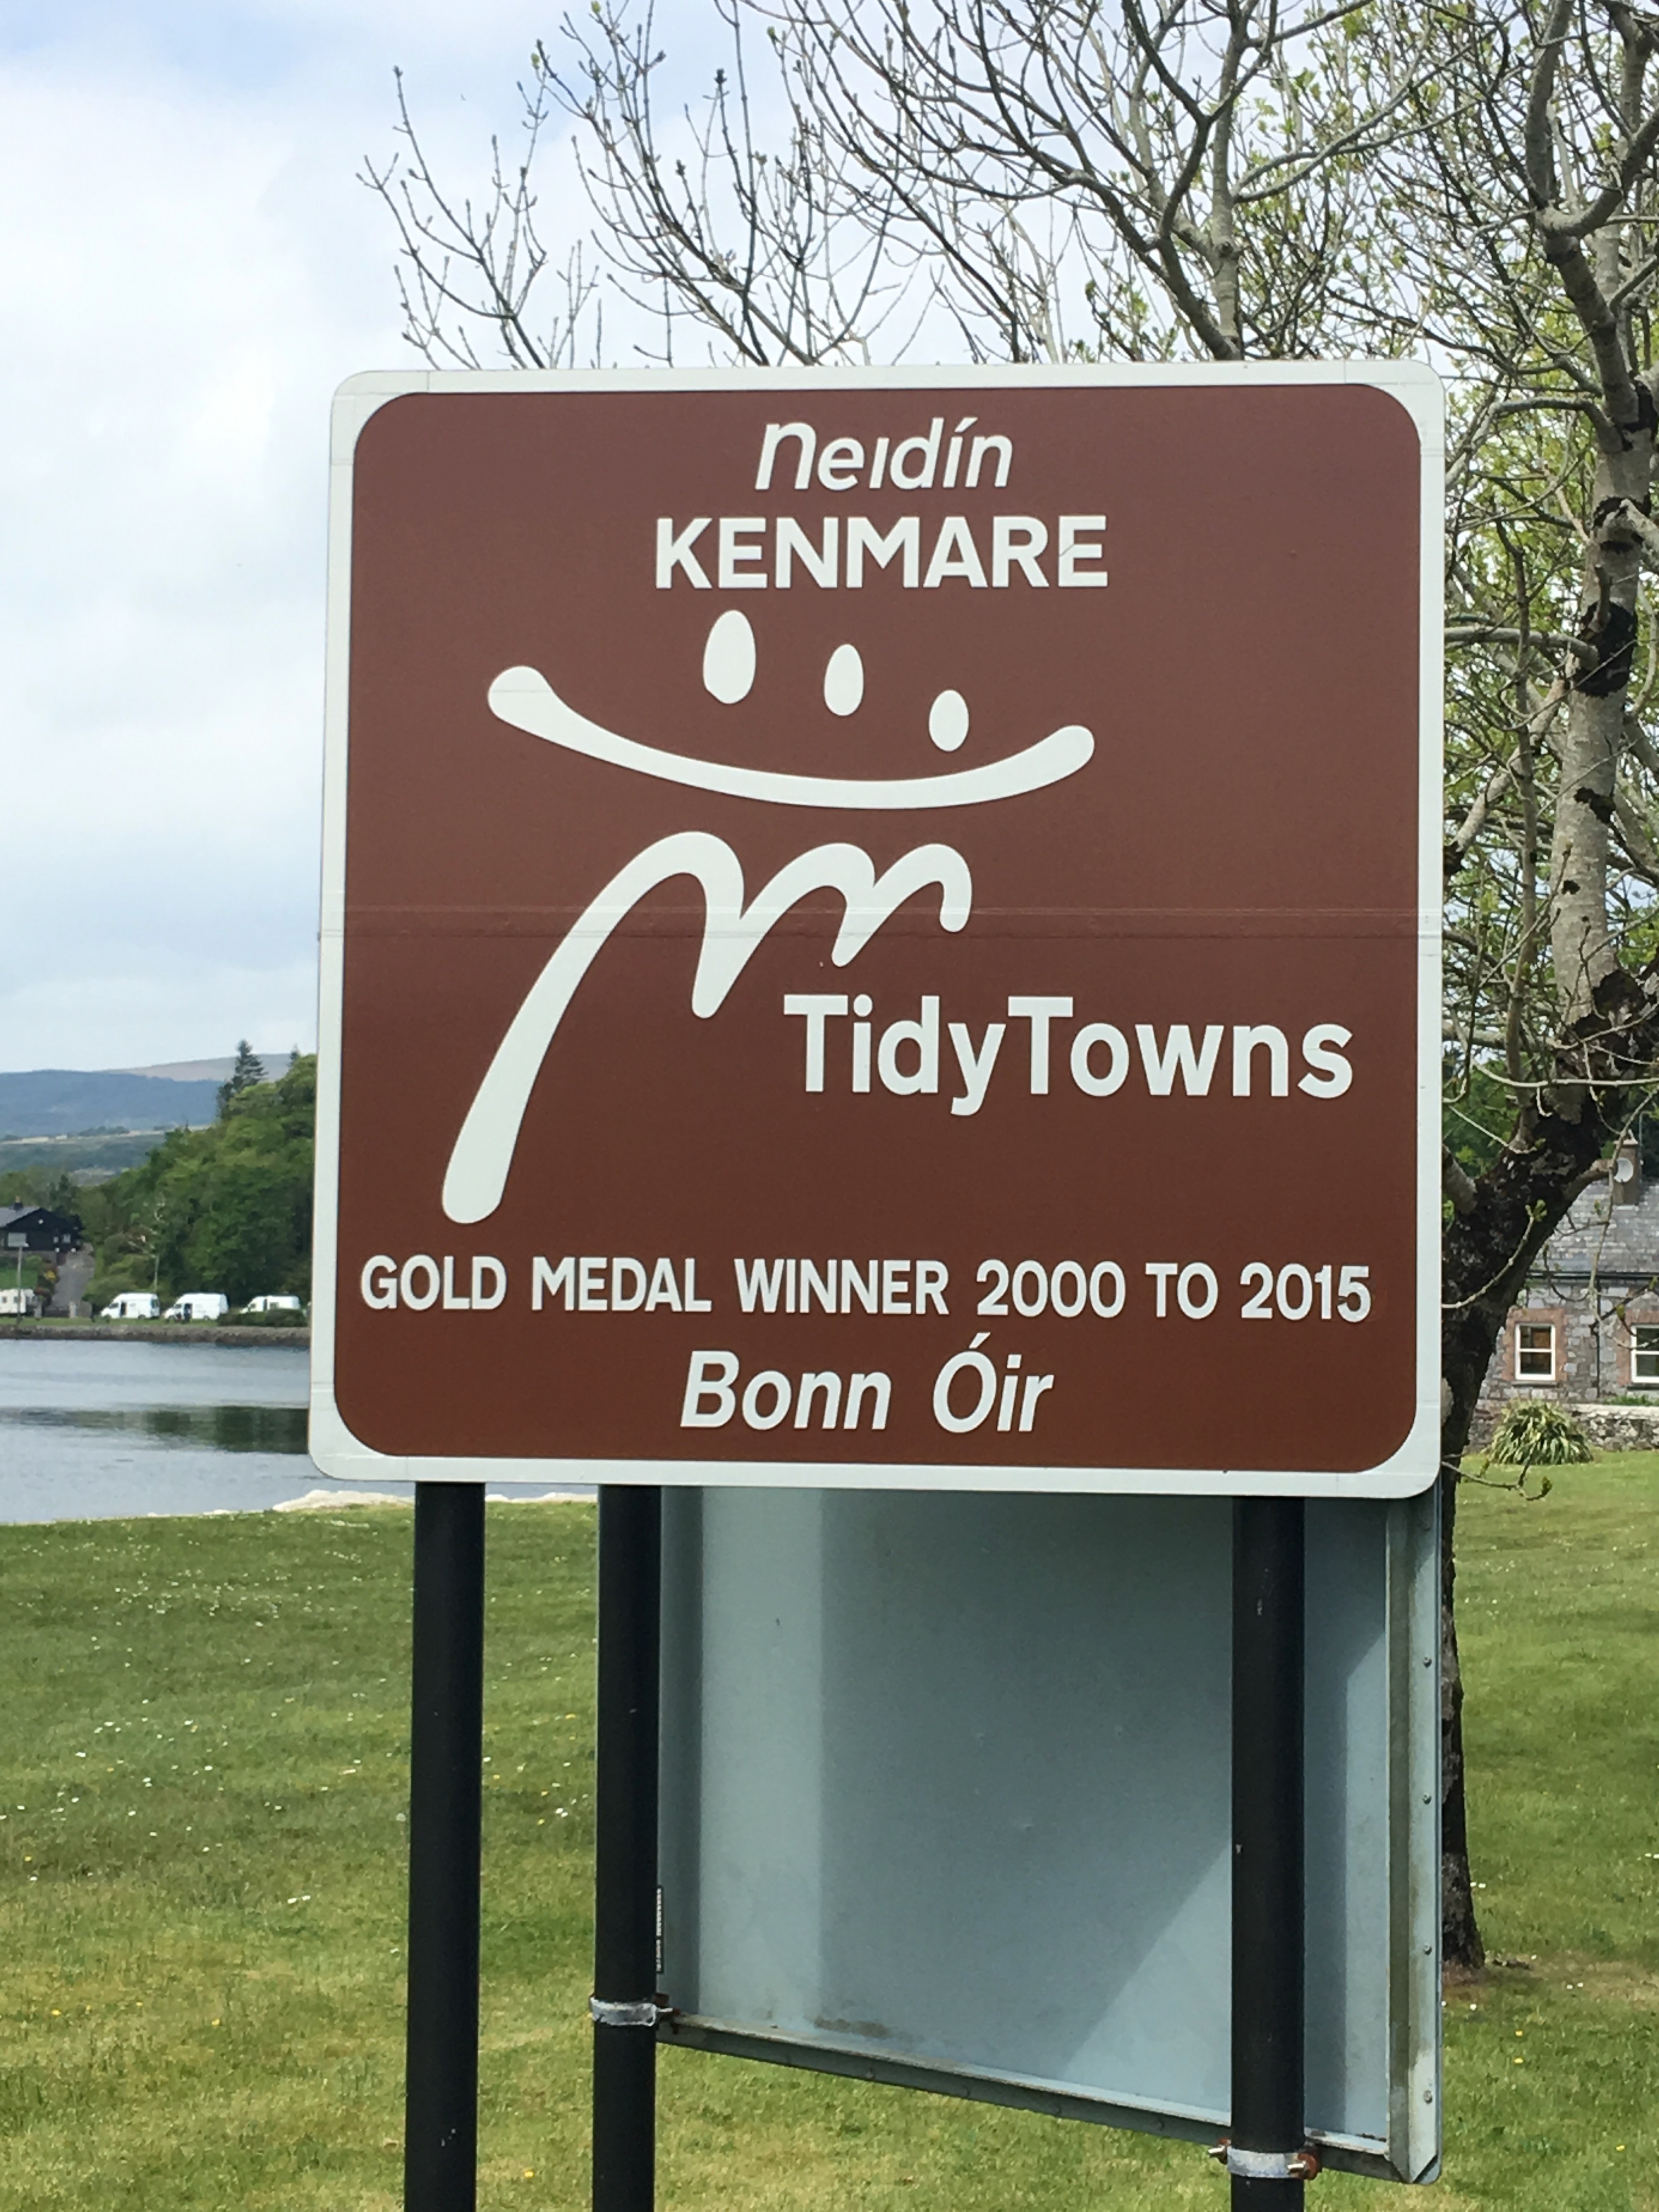 Neidín
KENMARE
TidyTowns
GOLD MEDAL WINNER 2000 TO 2015
Bonn Óir